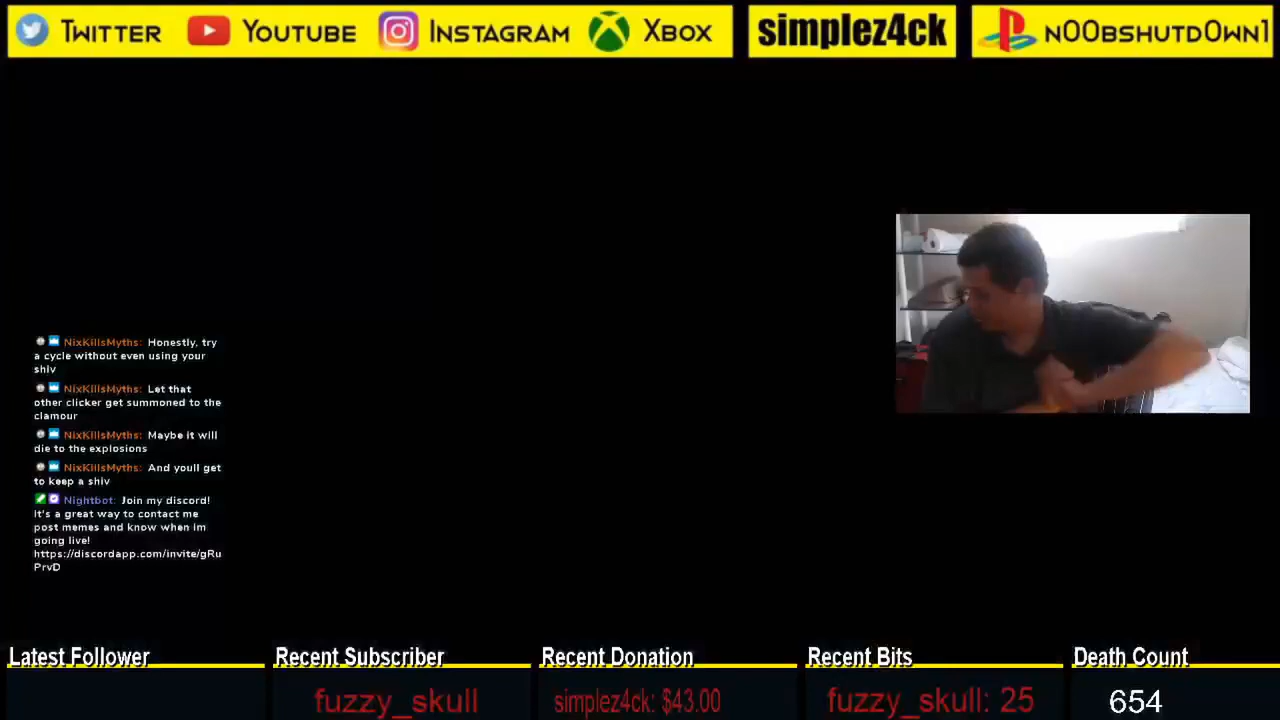 Twitter YouTube Instagram Xbox simplez4ck n00bshutd0wn1
NixKillsMyths: Honestly, try
a cycle without even using your
shiv
NixKillsMyths: Let that
other clicker get summoned to the
clamour
NixKillsMyths: Maybe it will
die to the explosions
NixKillsMyths: And youll get
to keep a shiv
Nightbot: Join my discord!
It's a great way to contact me
post memes and know when im
going live!
https://discordapp.com/invite/gRu
PrvD
Latest Follower Recent Subscriber Recent Donation Recent Bits Death Count
fuzzy_skull simplez4ck: $43.00 fuzzy_skull: 25 654